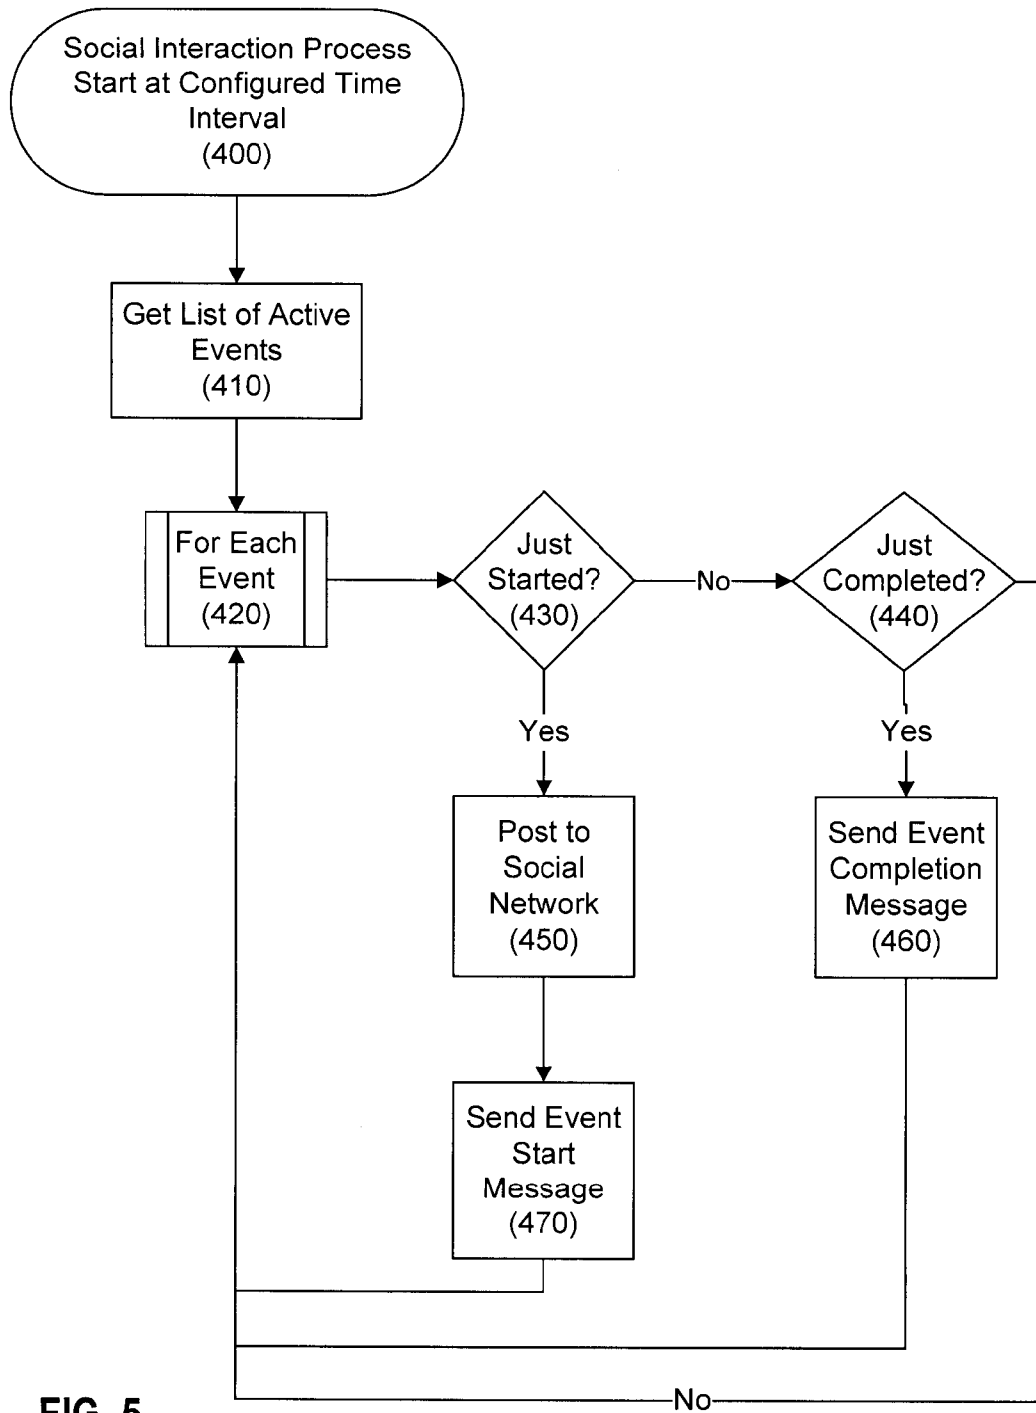 Social Interaction Process
Start at Configured Time
Interval
(400)
Get List of Active
Events
(410)
For Each
Event
(420)
Just
Started?
(430)
No
Just
Completed?
(440)
Yes
Yes
Post to
Social
Network
(450)
Send Event
Completion
Message
(460)
Send Event
Start
Message
(470)
No
FIG. 5